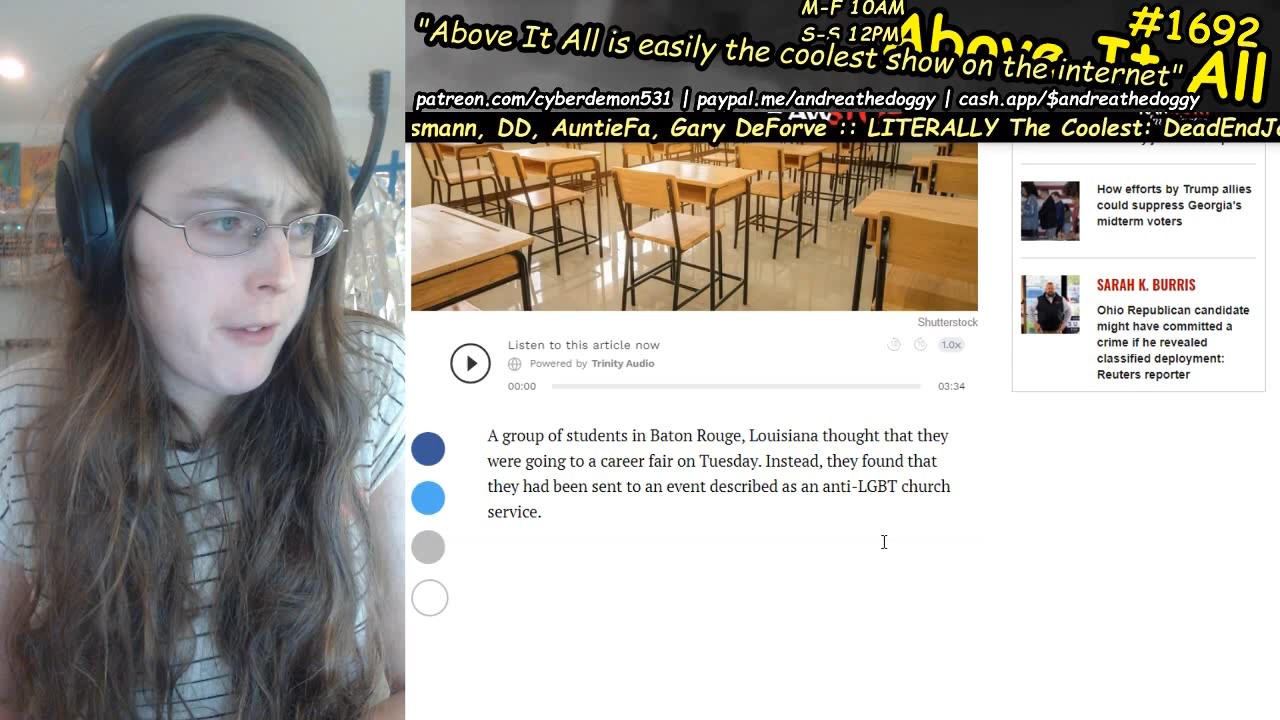 M-F 10AM
S-S 12PM
Above It All
#1692
"Above It All is easily the coolest show on the internet"
patreon.com/cyberdemon531 | paypal.me/andreathedoggy | cash.app/$andreathedoggy
smann, DD, AuntieFa, Gary DeForve :: LITERALLY The Coolest: DeadEndJ
How efforts by Trump allies
could suppress Georgia's
midterm voters
SARAH K. BURRIS
Ohio Republican candidate
might have committed a
crime if he revealed
classified deployment:
Reuters reporter
Shutterstock
Listen to this article now
Powered by Trinity Audio
1.0x
00:00
03:34
A group of students in Baton Rouge, Louisiana thought that they
were going to a career fair on Tuesday. Instead, they found that
they had been sent to an event described as an anti-LGBT church
service.